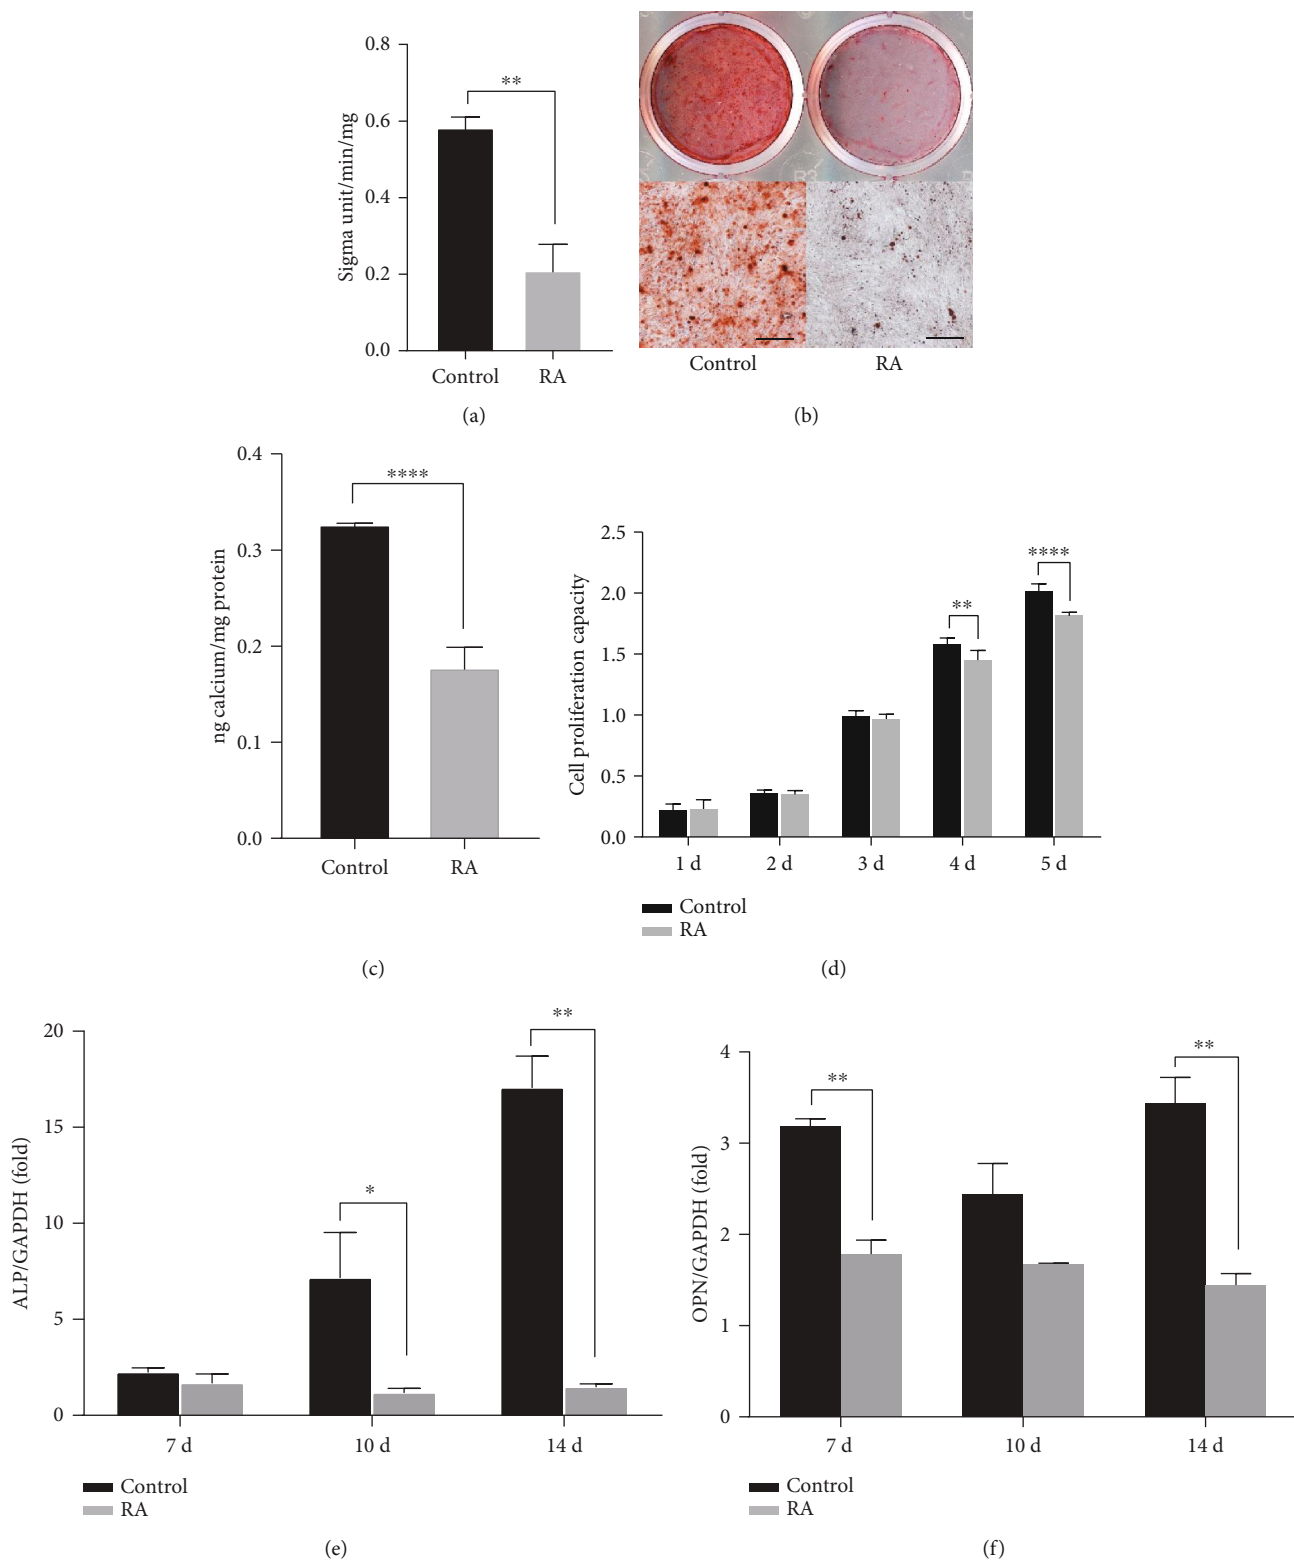 0.8
0.6
0.4
0.2
0.0
Sigma unit/min/mg
**
Control RA
(a)
Control RA
(b)
0.4
0.3
0.2
0.1
0.0
ng calcium/mg protein
****
Control RA
(c)
2.5
2.0
1.5
1.0
0.5
0.0
Cell proliferation capacity
**
****
1 d 2 d 3 d 4 d 5 d
Control
RA
(d)
20
15
10
5
0
ALP/GAPDH (fold)
*
**
7 d 10 d 14 d
Control
RA
(e)
4
3
2
1
0
OPN/GAPDH (fold)
**
**
7 d 10 d 14 d
Control
RA
(f)